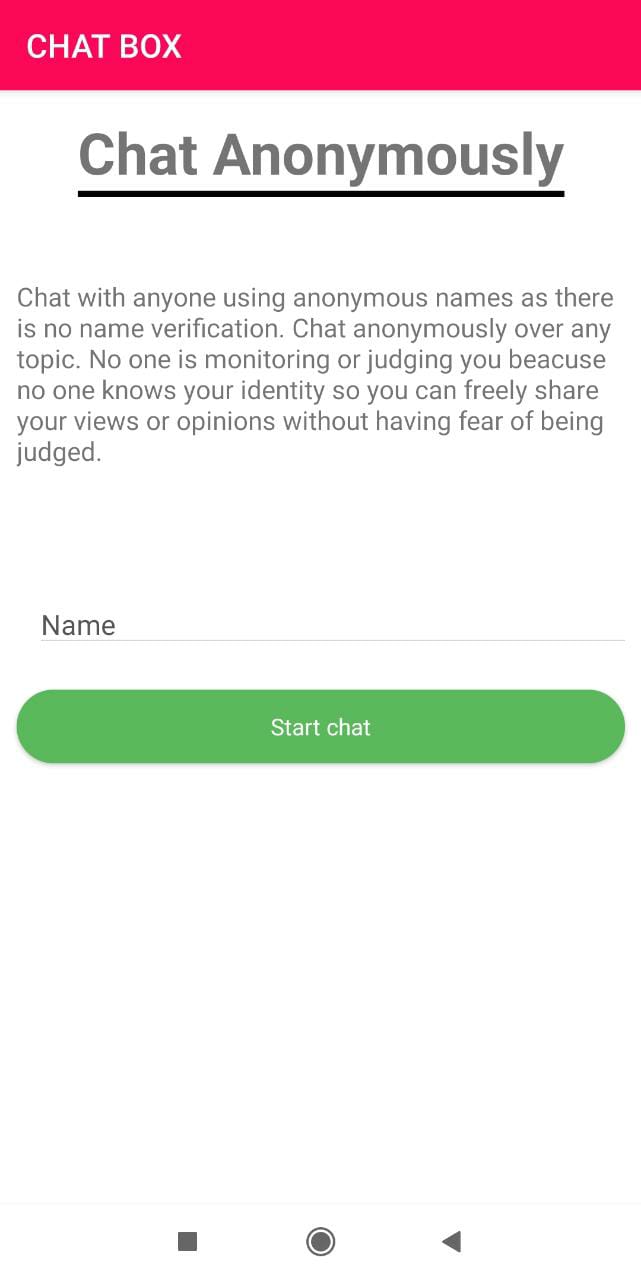 CHAT BOX
Chat Anonymously
Chat with anyone using anonymous names as there
is no name verification. Chat anonymously over any
topic. No one is monitoring or judging you beacuse
no one knows your identity so you can freely share
your views or opinions without having fear of being
judged.
Name
Start chat